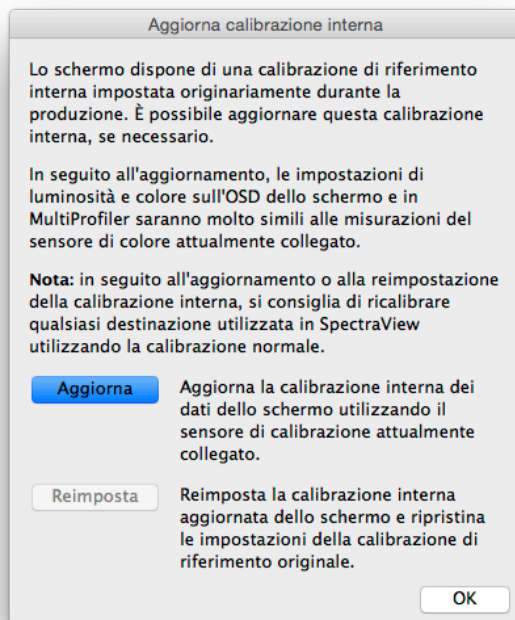 Aggiorna calibrazione interna
Lo schermo dispone di una calibrazione di riferimento
interna impostata originariamente durante la
produzione. È possibile aggiornare questa calibrazione
interna, se necessario.
In seguito all'aggiornamento, le impostazioni di
luminosità e colore sull'OSD dello schermo e in
MultiProfiler saranno molto simili alle misurazioni del
sensore di colore attualmente collegato.
Nota: in seguito all'aggiornamento o alla reimpostazione
della calibrazione interna, si consiglia di ricalibrare
qualsiasi destinazione utilizzata in SpectraView
utilizzando la calibrazione normale.
Aggiorna
Aggiorna la calibrazione interna dei
dati dello schermo utilizzando il
sensore di calibrazione attualmente
collegato.
Reimposta
Reimposta la calibrazione interna
aggiornata dello schermo e ripristina
le impostazioni della calibrazione di
riferimento originale.
OK